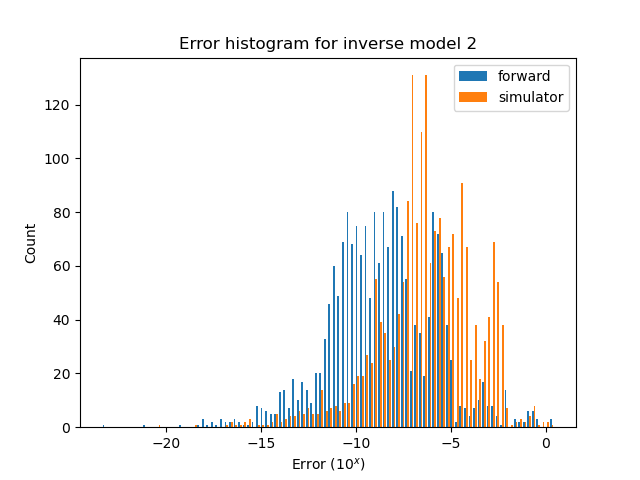 Error histogram for inverse model 2
forward
simulator
120
100
80
60
40
20
0
Count
−20 −15 −10 −5 0
Error (10^x)